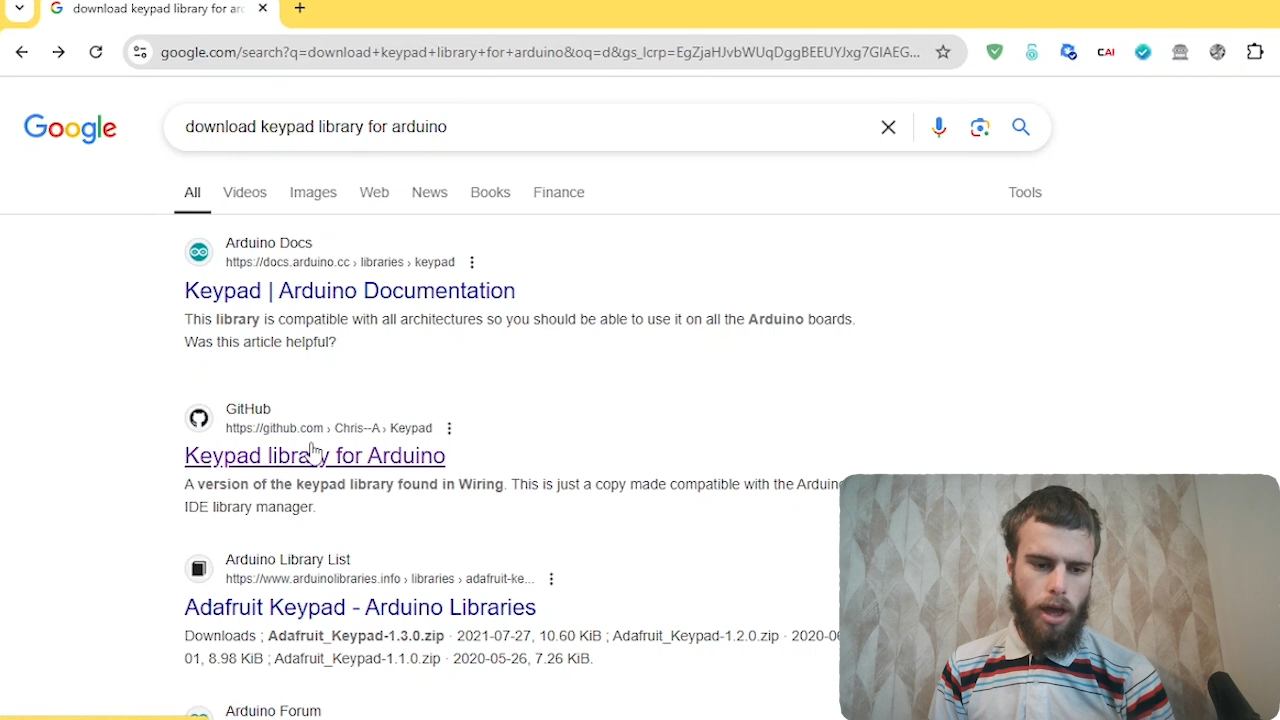 download keypad library for ar
google.com/search?q=download+keypad+library+for+arduino&oq=d&gs_lcrp=EgZjaHJvbWUqDggBEEUYJxg7GIAEG...
CAI
Google
download keypad library for arduino
All
Videos
Images
Web
News
Books
Finance
Tools
Arduino Docs
https://docs.arduino.cc › libraries › keypad
Keypad | Arduino Documentation
This library is compatible with all architectures so you should be able to use it on all the Arduino boards.
Was this article helpful?
GitHub
https://github.com › Chris--A › Keypad
Keypad library for Arduino
A version of the keypad library found in Wiring. This is just a copy made compatible with the Arduino
IDE library manager.
Arduino Library List
https://www.arduinolibraries.info › libraries › adafruit-ke...
Adafruit Keypad - Arduino Libraries
Downloads ; Adafruit_Keypad-1.3.0.zip · 2021-07-27, 10.60 KiB ; Adafruit_Keypad-1.2.0.zip · 2020-06
01, 8.98 KiB ; Adafruit_Keypad-1.1.0.zip · 2020-05-26, 7.26 KiB.
Arduino Forum